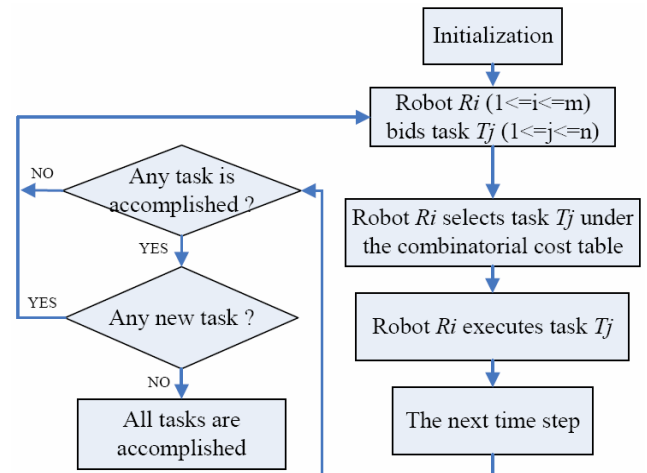 Initialization
Robot Ri (1<=i<=m)
bids task Tj (1<=j<=n)
NO
Any task is
accomplished ?
Robot Ri selects task Tj under
the combinatorial cost table
YES
YES
Any new task ?
Robot Ri executes task Tj
NO
All tasks are
accomplished
The next time step